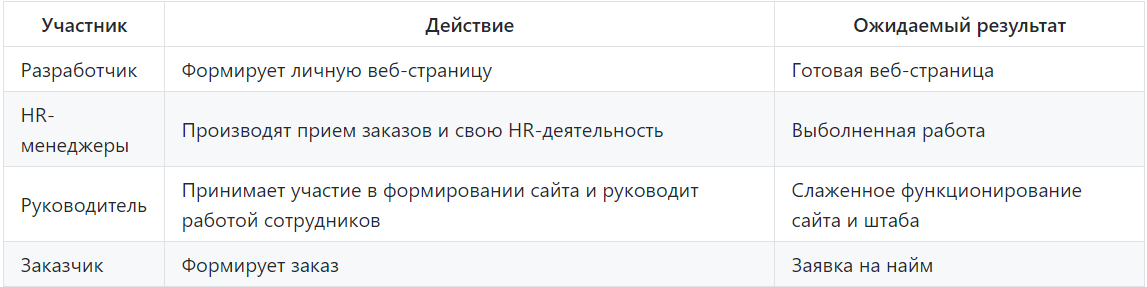 Участник Действие Ожидаемый результат
Разработчик Формирует личную веб-страницу Готовая веб-страница
HR-
менеджеры Производят прием заказов и свою HR-деятельность Выболненная работа
Руководитель Принимает участие в формировании сайта и руководит
работой сотрудников Слаженное функционирование
сайта и штаба
Заказчик Формирует заказ Заявка на найм